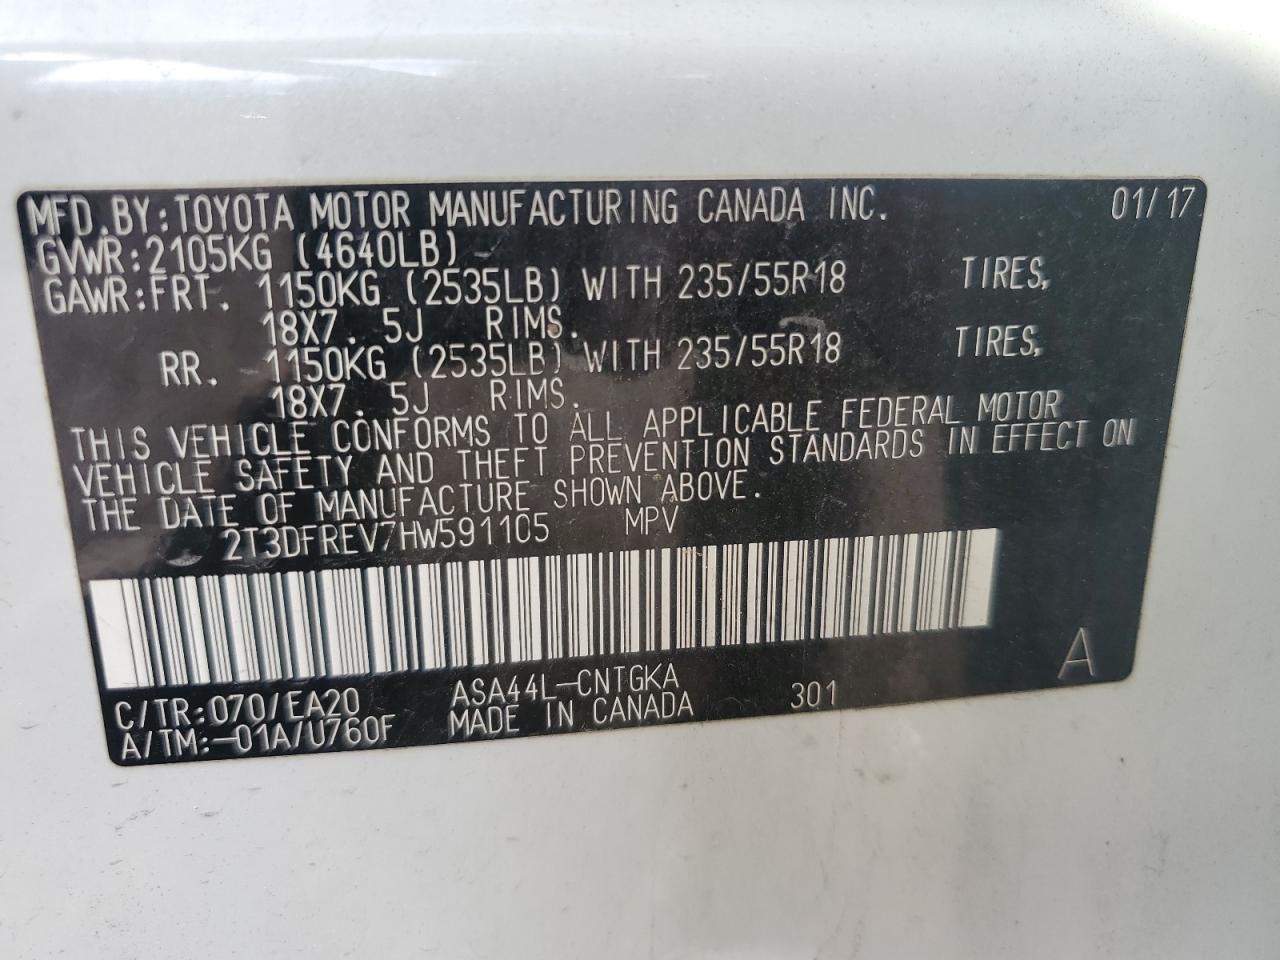 MFD.BY:TOYOTA MOTOR MANUFACTURING CANADA INC. 01/17
GVWR:2105KG (4640LB)
GAWR:FRT. 1150KG (2535LB) WITH 235/55R18 TIRES,
18X7.5J RIMS.
RR. 1150KG (2535LB) WITH 235/55R18 TIRES,
18X7.5J RIMS.
THIS VEHICLE CONFORMS TO ALL APPLICABLE FEDERAL MOTOR
VEHICLE SAFETY AND THEFT PREVENTION STANDARDS IN EFFECT ON
THE DATE OF MANUFACTURE SHOWN ABOVE.
2T3DFREV7HW591105 MPV
A
C/TR:070/EA20 ASA44L-CNTGKA 301
A/TM:-01A/U760F MADE IN CANADA